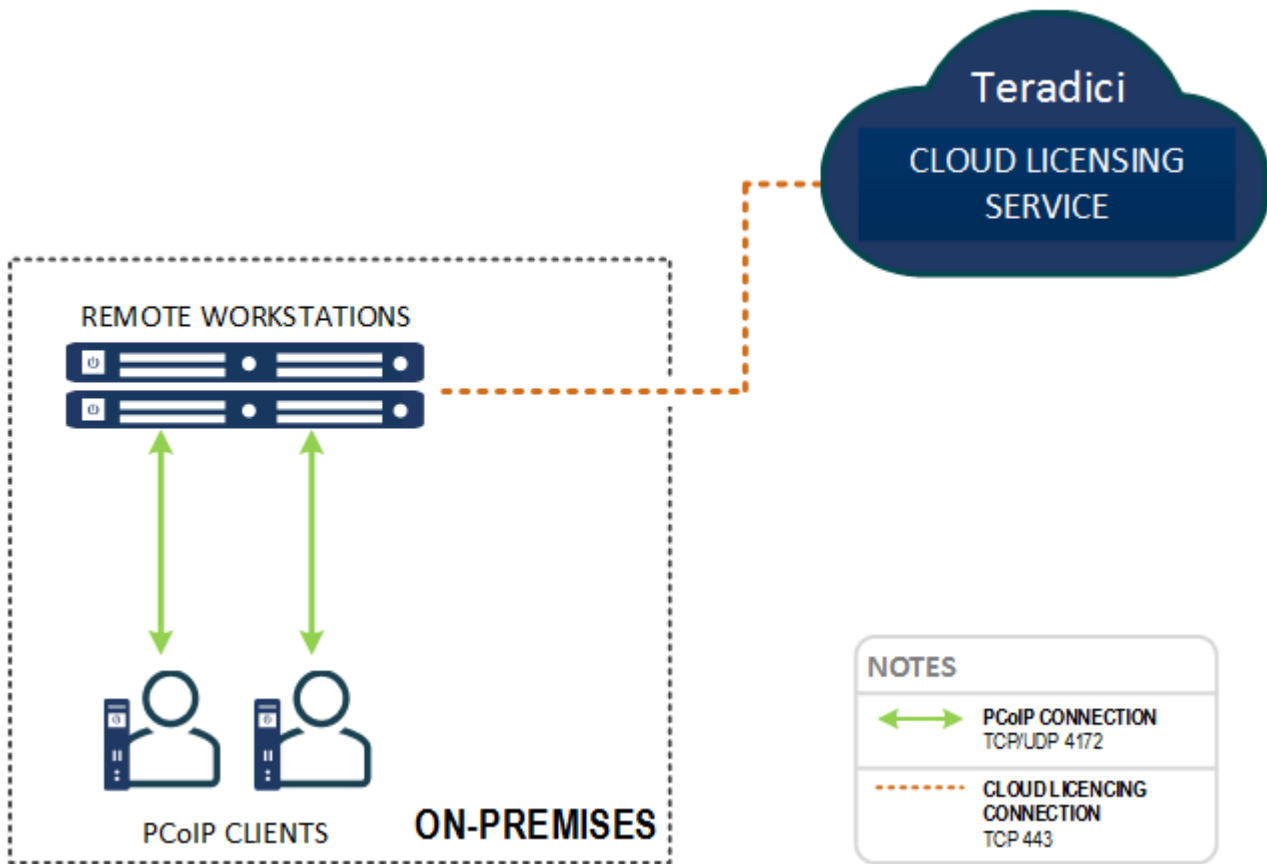 Teradici
CLOUD LICENSING
SERVICE
REMOTE WORKSTATIONS
PCoIP CLIENTS
ON-PREMISES
NOTES
PCoIP CONNECTION
TCP/UDP 4172
CLOUD LICENCING
CONNECTION
TCP 443